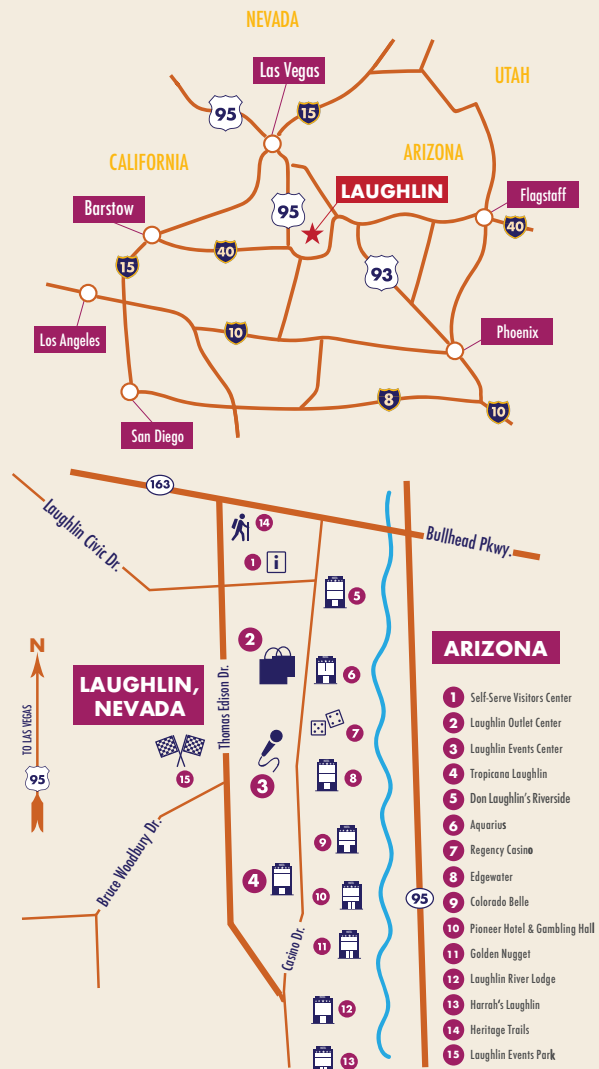 NEVADA
Las Vegas
UTAH
95
15
CALIFORNIA
ARIZONA
LAUGHLIN
Flagstaff
Barstow
95
40
40
15
93
Los Angeles
10
Phoenix
8
10
San Diego
163
Laughlin Civic Dr.
14
Bullhead Pkwy.
1
i
5
2
N
ARIZONA
LAUGHLIN,
NEVADA
Thomas Edison Dr.
6
TO LAS VEGAS
7
15
95
3
8
Bruce Woodbury Dr.
9
4
10
95
Casino Dr.
11
12
13
1 Self-Serve Visitors Center
2 Laughlin Outlet Center
3 Laughlin Events Center
4 Tropicana Laughlin
5 Don Laughlin's Riverside
6 Aquarius
7 Regency Casino
8 Edgewater
9 Colorado Belle
10 Pioneer Hotel & Gambling Hall
11 Golden Nugget
12 Laughlin River Lodge
13 Harrah's Laughlin
14 Heritage Trails
15 Laughlin Events Park